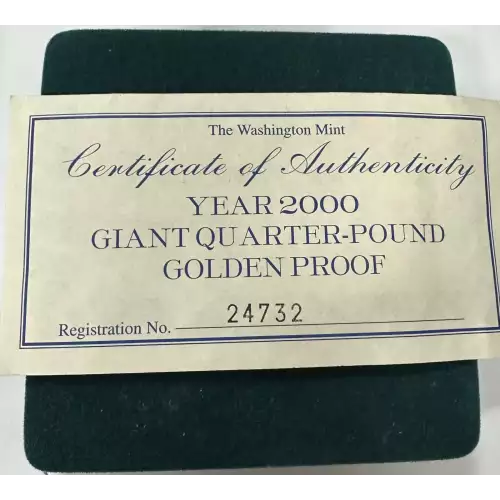 The Washington Mint
Certificate of Authenticity
YEAR 2000
GIANT QUARTER-POUND
GOLDEN PROOF
Registration No. 24732